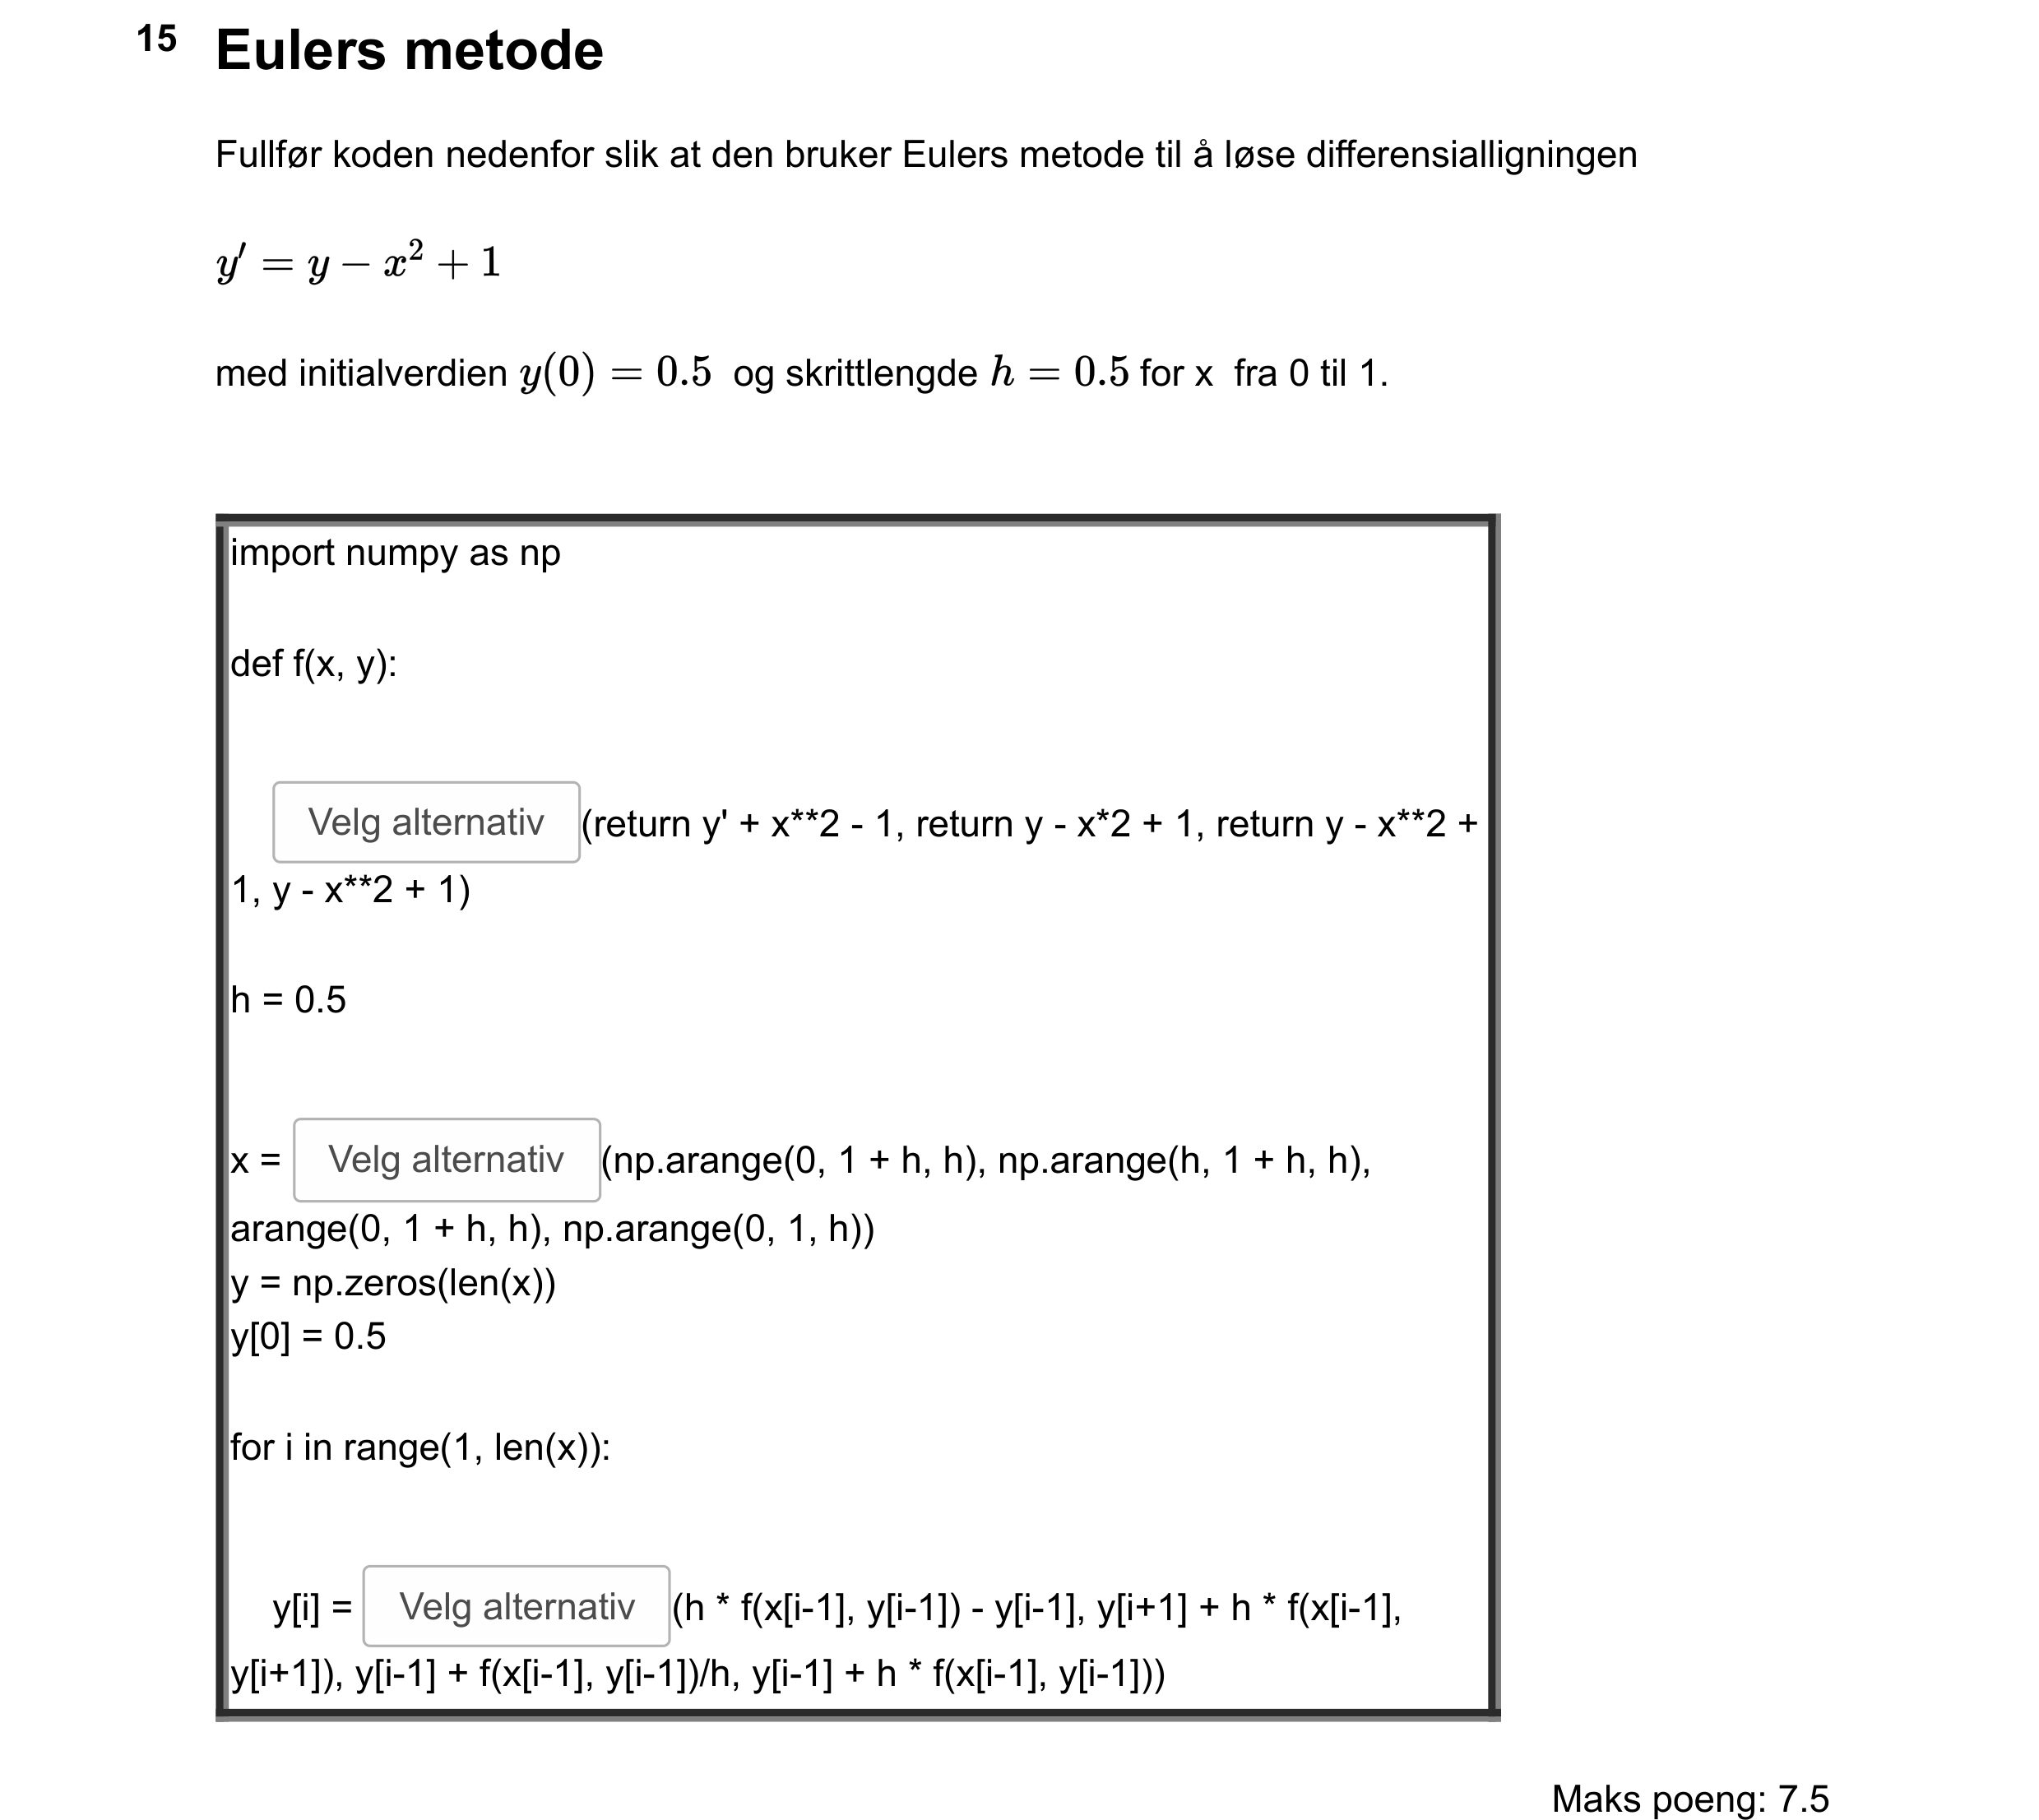 15 Eulers metode
Fullfør koden nedenfor slik at den bruker Eulers metode til å løse differensialligningen
y′ = y − x² + 1
med initialverdien y(0) = 0.5 og skrittlengde h = 0.5 for x fra 0 til 1.
import numpy as np
def f(x, y):
Velg alternativ (return y' + x**2 - 1, return y - x*2 + 1, return y - x**2 +
1, y - x**2 + 1)
h = 0.5
x = Velg alternativ (np.arange(0, 1 + h, h), np.arange(h, 1 + h, h),
arange(0, 1 + h, h), np.arange(0, 1, h))
y = np.zeros(len(x))
y[0] = 0.5
for i in range(1, len(x)):
y[i] = Velg alternativ (h * f(x[i-1], y[i-1]) - y[i-1], y[i+1] + h * f(x[i-1],
y[i+1]), y[i-1] + f(x[i-1], y[i-1])/h, y[i-1] + h * f(x[i-1], y[i-1]))
Maks poeng: 7.5